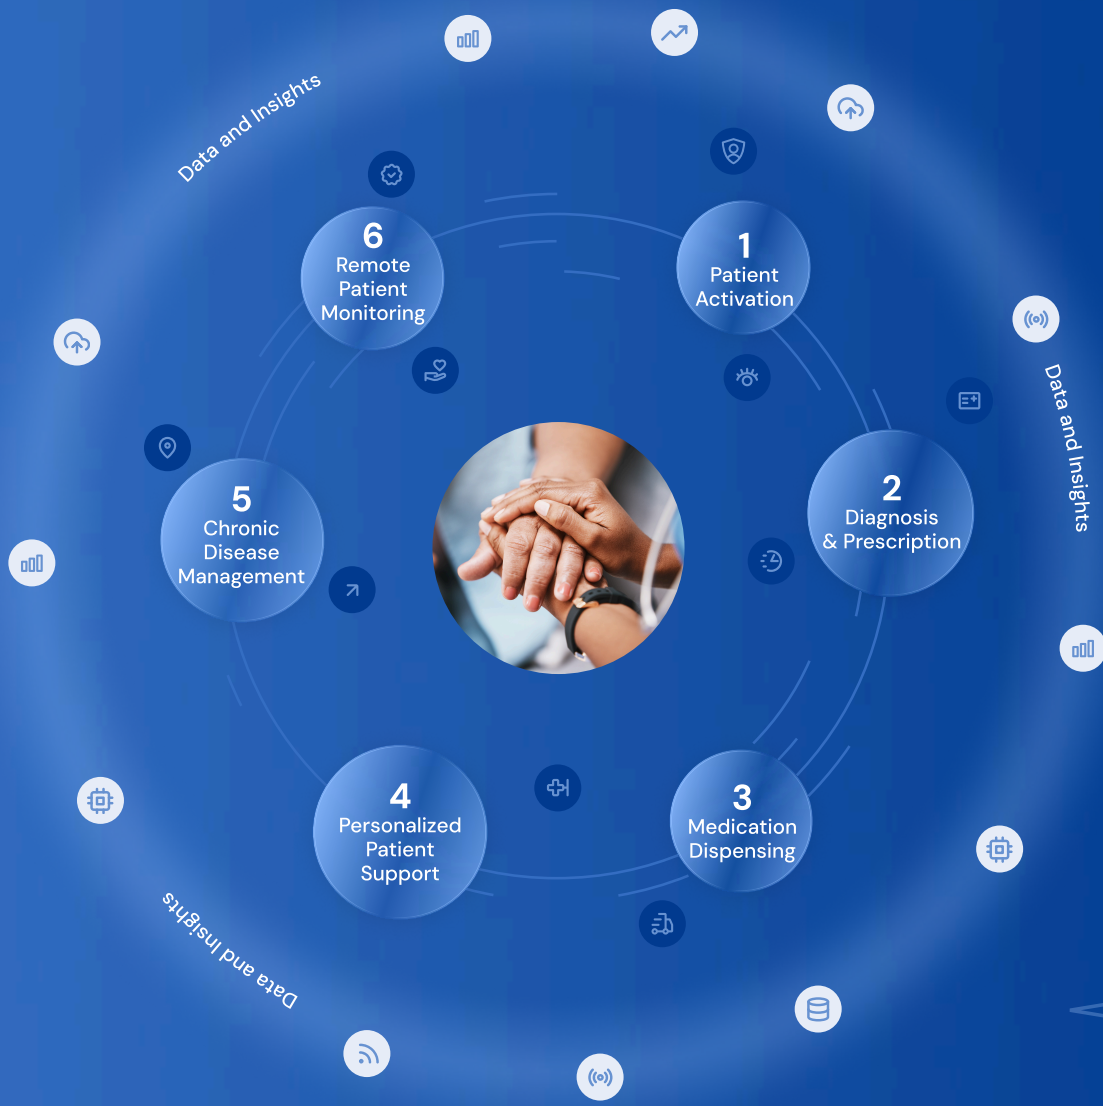 Data and Insights
6
Remote
Patient
Monitoring
1
Patient
Activation
Data and Insights
5
Chronic
Disease
Management
2
Diagnosis
& Prescription
4
Personalized
Patient
Support
3
Medication
Dispensing
Data and Insights